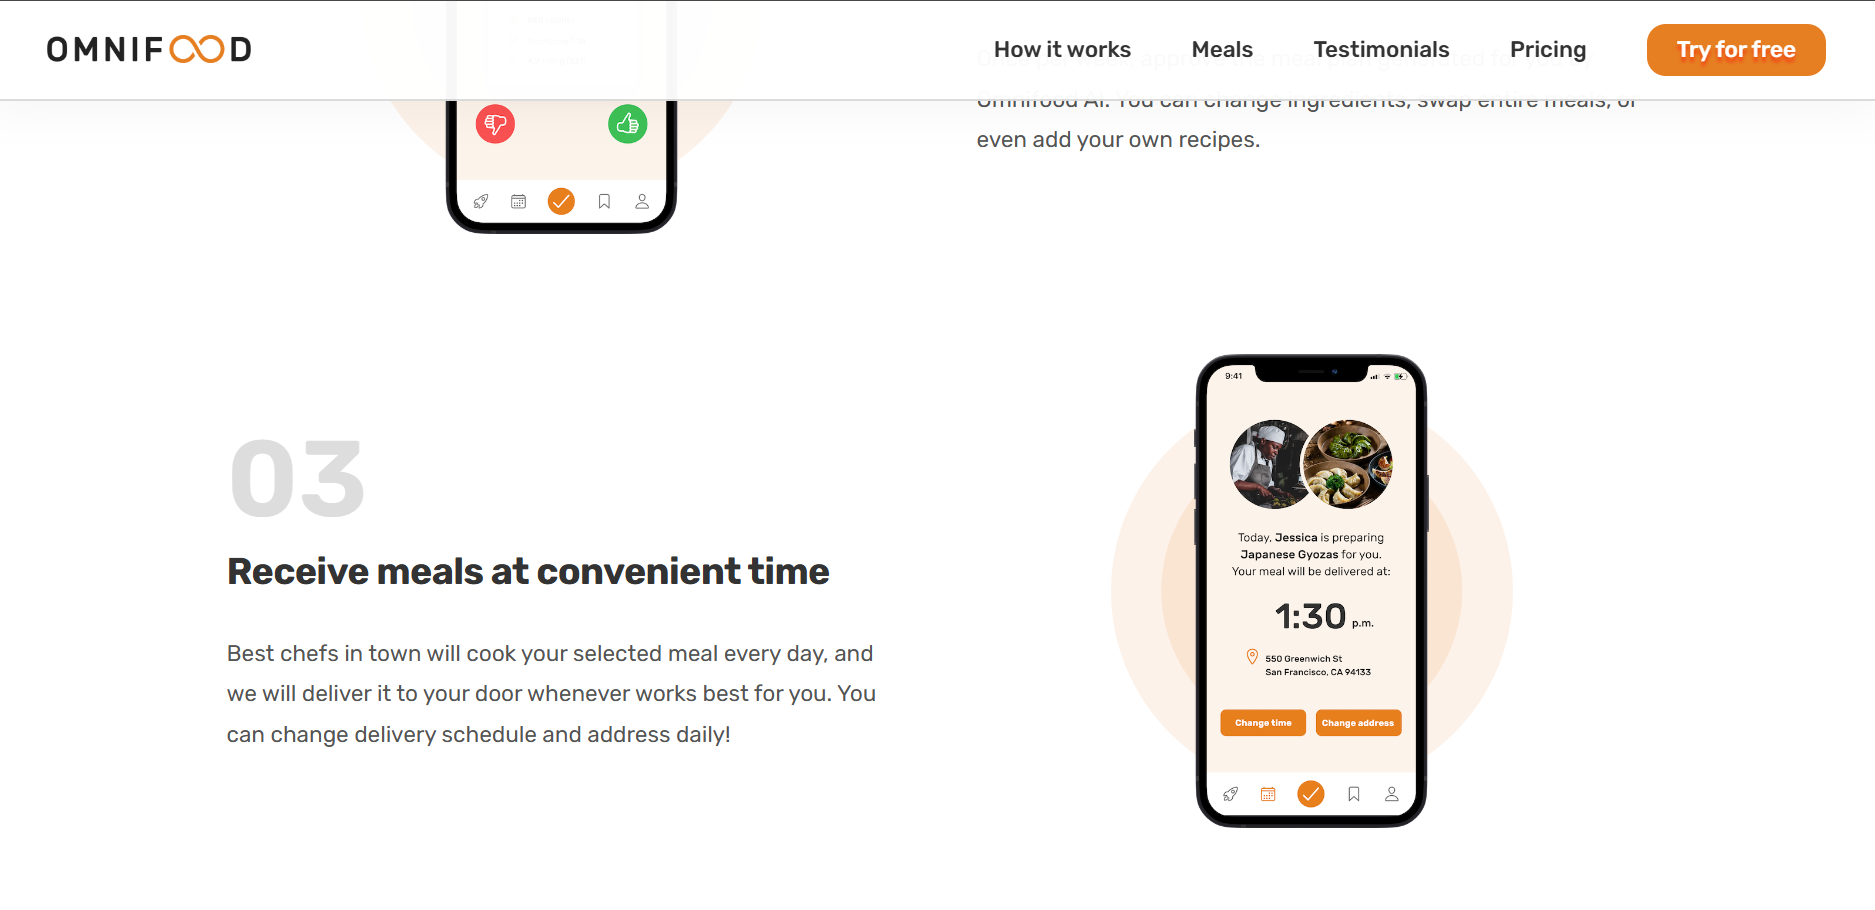 OMNIFOOD
How it works
Meals
Testimonials
Pricing
Try for free
Omnifood AI. You can change ingredients, swap entire meals, or
even add your own recipes.
03
Receive meals at convenient time
Best chefs in town will cook your selected meal every day, and
we will deliver it to your door whenever works best for you. You
can change delivery schedule and address daily!
9:41
Today, Jessica is preparing
Japanese Gyozas for you.
Your meal will be delivered at:
1:30 p.m.
550 Greenwich St
San Francisco, CA 94133
Change time
Change address